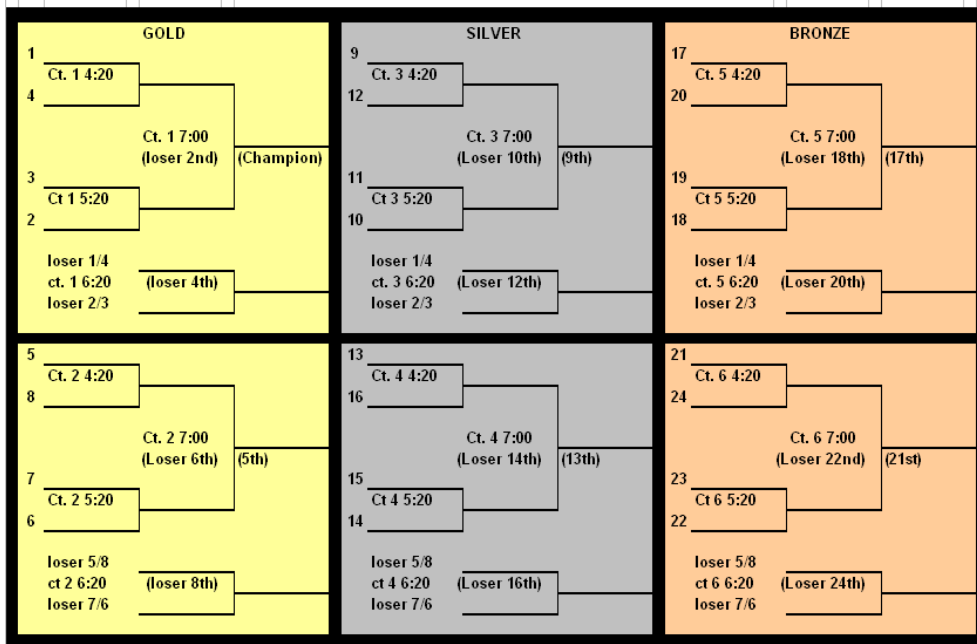 GOLD
1
Ct. 1 4:20
4
Ct. 1 7:00
(loser 2nd)
(Champion)
3
Ct 1 5:20
2
loser 1/4
ct. 1 6:20
(loser 4th)
loser 2/3
SILVER
9
Ct. 3 4:20
12
Ct. 3 7:00
(Loser 10th)
(9th)
11
Ct 3 5:20
10
loser 1/4
ct. 3 6:20
(Loser 12th)
loser 2/3
BRONZE
17
Ct. 5 4:20
20
Ct. 5 7:00
(Loser 18th)
(17th)
19
Ct 5 5:20
18
loser 1/4
ct. 5 6:20
(Loser 20th)
loser 2/3
5
Ct. 2 4:20
8
Ct. 2 7:00
(Loser 6th)
(5th)
7
Ct. 2 5:20
6
loser 5/8
ct 2 6:20
(loser 8th)
loser 7/6
13
Ct. 4 4:20
16
Ct. 4 7:00
(Loser 14th)
(13th)
15
Ct 4 5:20
14
loser 5/8
ct 4 6:20
(Loser 16th)
loser 7/6
21
Ct. 6 4:20
24
Ct. 6 7:00
(Loser 22nd)
(21st)
23
Ct 6 5:20
22
loser 5/8
ct 6 6:20
(Loser 24th)
loser 7/6